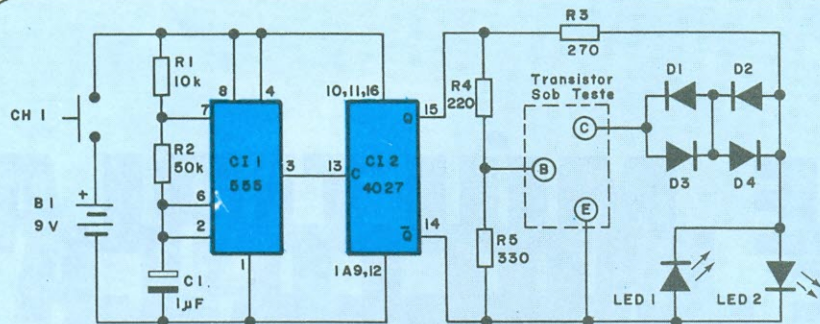 R3
270
R1
10k
8
4
10,11,16
15
Q
R4
220
Transistor
Sob Teste
C
D1
D2
CH 1
7
R2
50k
CI 1
555
3
13
C
CI 2
4027
B
D3
D4
B1
9V
+
6
2
E
14
Q̅
R5
330
C1
1μF
1
1A9,12
LED 1
LED 2